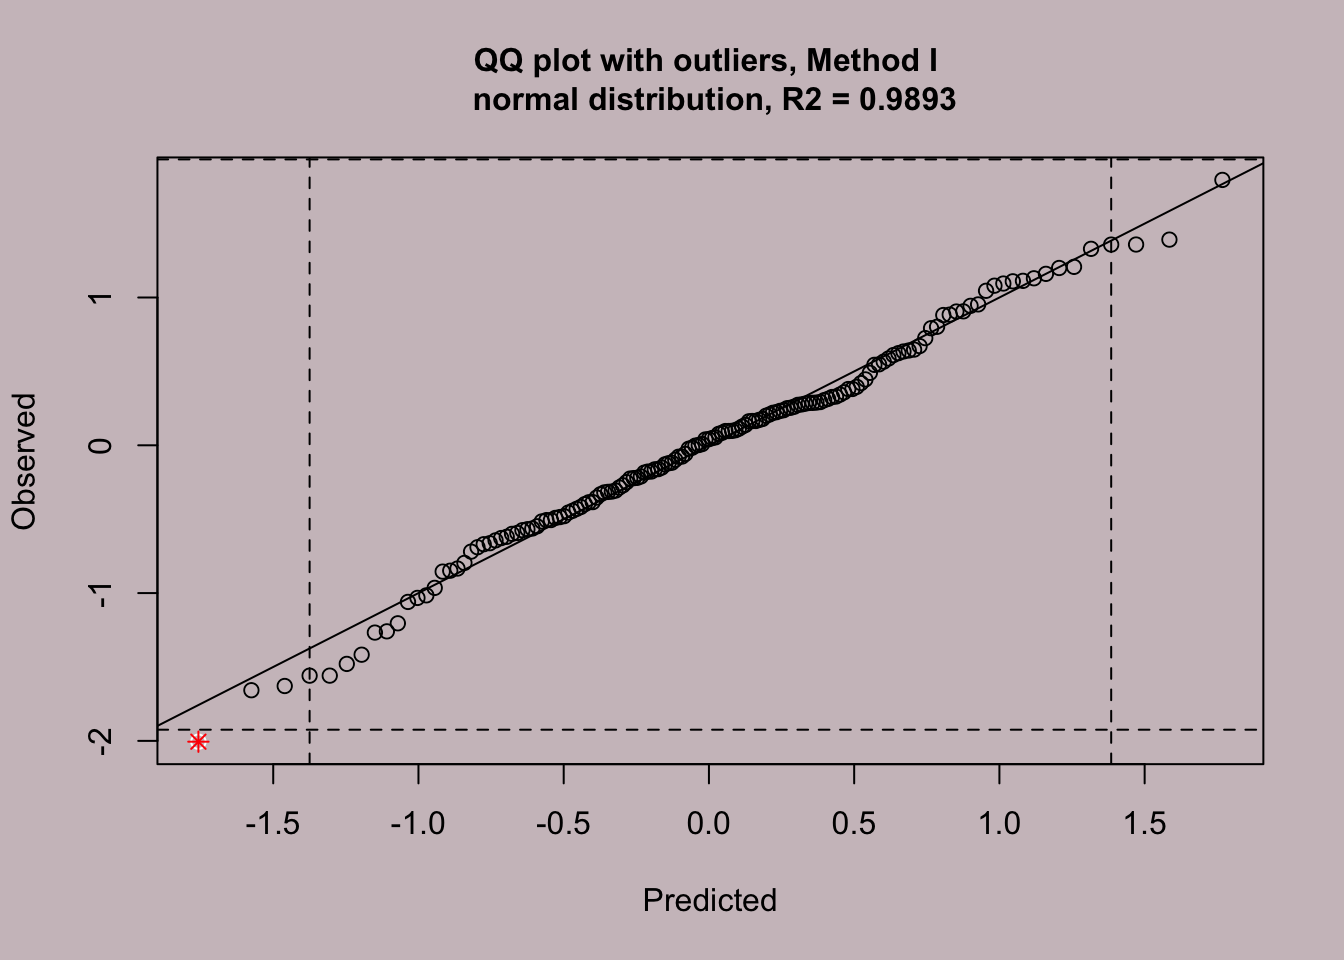 QQ plot with outliers, Method I
normal distribution, R2 = 0.9893
Observed
1
0
-1
-2
-1.5 -1.0 -0.5 0.0 0.5 1.0 1.5
Predicted